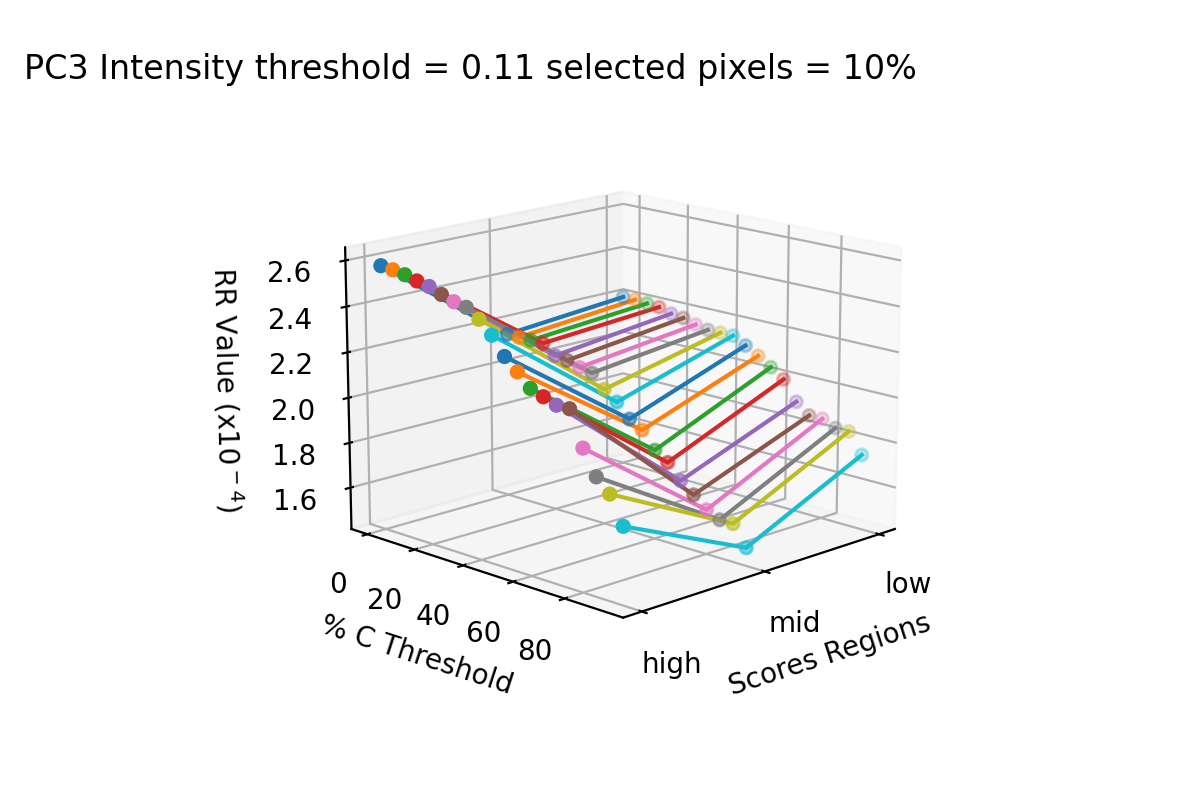 PC3 Intensity threshold = 0.11 selected pixels = 10%
RR Value (x10⁻⁴)
2.6
2.4
2.2
2.0
1.8
1.6
0
20
40
60
80
% C Threshold
high
mid
low
Scores Regions